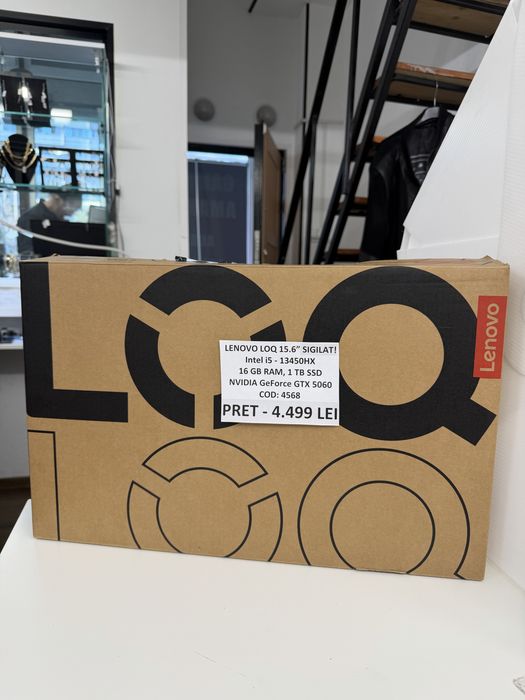 LOQ
Lenovo
LENOVO LOQ 15.6” SIGILAT!
Intel i5 - 13450HX
16 GB RAM, 1 TB SSD
NVIDIA GeForce GTX 5060
COD: 4568
PRET - 4.499 LEI
LOQ